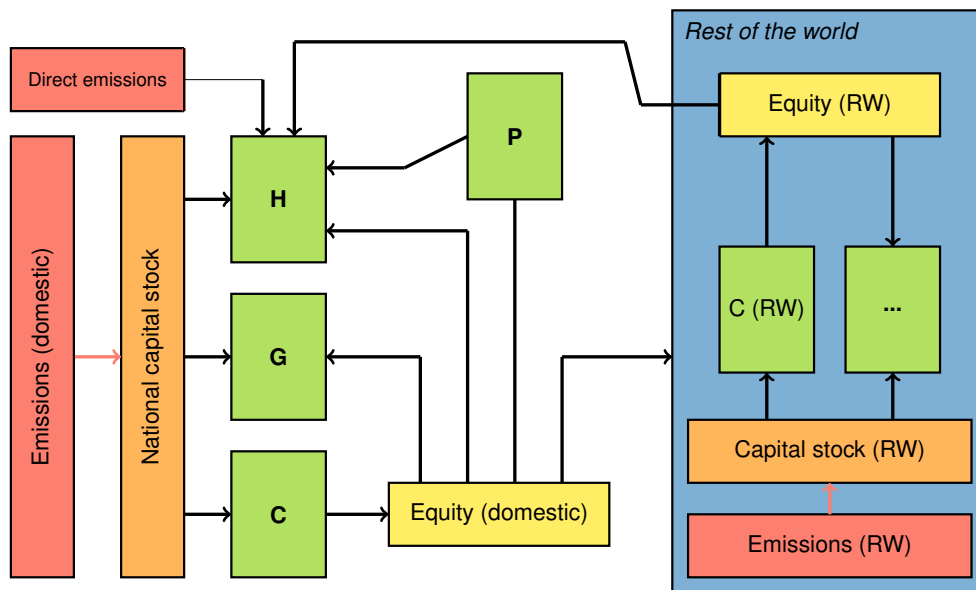 Rest of the world
Direct emissions
Equity (RW)
P
H
Emissions (domestic)
National capital stock
C (RW)
...
G
Capital stock (RW)
C
Equity (domestic)
Emissions (RW)